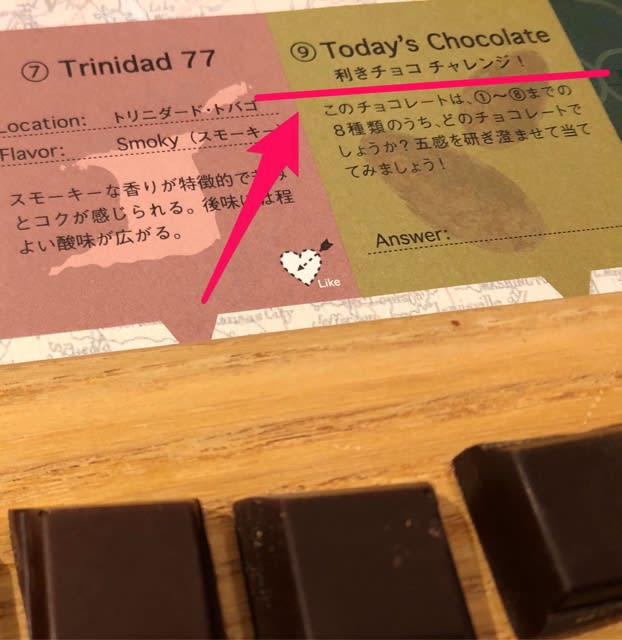 ⑦ Trinidad 77
Location: トリニダード・トバゴ
Flavor: Smoky (スモーキー)
スモーキーな香りが特徴的で
とコクが感じられる。後味には程
よい酸味が広がる。
Like
⑨ Today's Chocolate
利きチョコ チャレンジ！
このチョコレートは、①〜⑧までの
8種類のうち、どのチョコレートで
しょうか？五感を研ぎ澄ませて当て
てみましょう！
Answer:
Kansas City